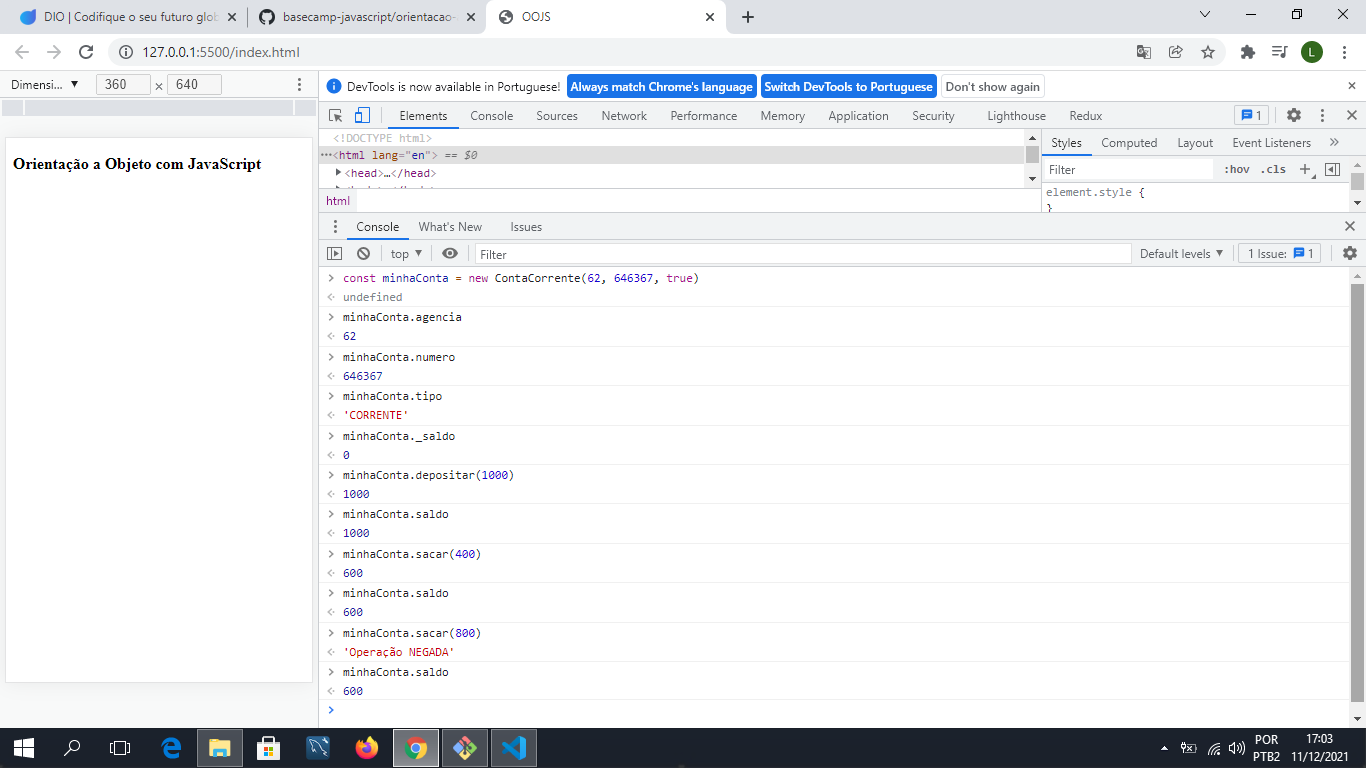 DIO | Codifique o seu futuro glob
basecamp-javascript/orientacao-
OOJS
127.0.0.1:5500/index.html
L
Dimensi... 360 x 640
DevTools is now available in Portuguese! Always match Chrome's language Switch DevTools to Portuguese Don't show again
Elements Console Sources Network Performance Memory Application Security Lighthouse Redux 1
Orientação a Objeto com JavaScript
<!DOCTYPE html>
<html lang="en"> == $0
<head>…</head>
html
Styles Computed Layout Event Listeners
Filter :hov .cls
element.style {
}
Console What's New Issues
top Filter Default levels 1 Issue: 1
const minhaConta = new ContaCorrente(62, 646367, true)
undefined
minhaConta.agencia
62
minhaConta.numero
646367
minhaConta.tipo
'CORRENTE'
minhaConta._saldo
0
minhaConta.depositar(1000)
1000
minhaConta.saldo
1000
minhaConta.sacar(400)
600
minhaConta.saldo
600
minhaConta.sacar(800)
'Operação NEGADA'
minhaConta.saldo
600
POR
PTB2
17:03
11/12/2021